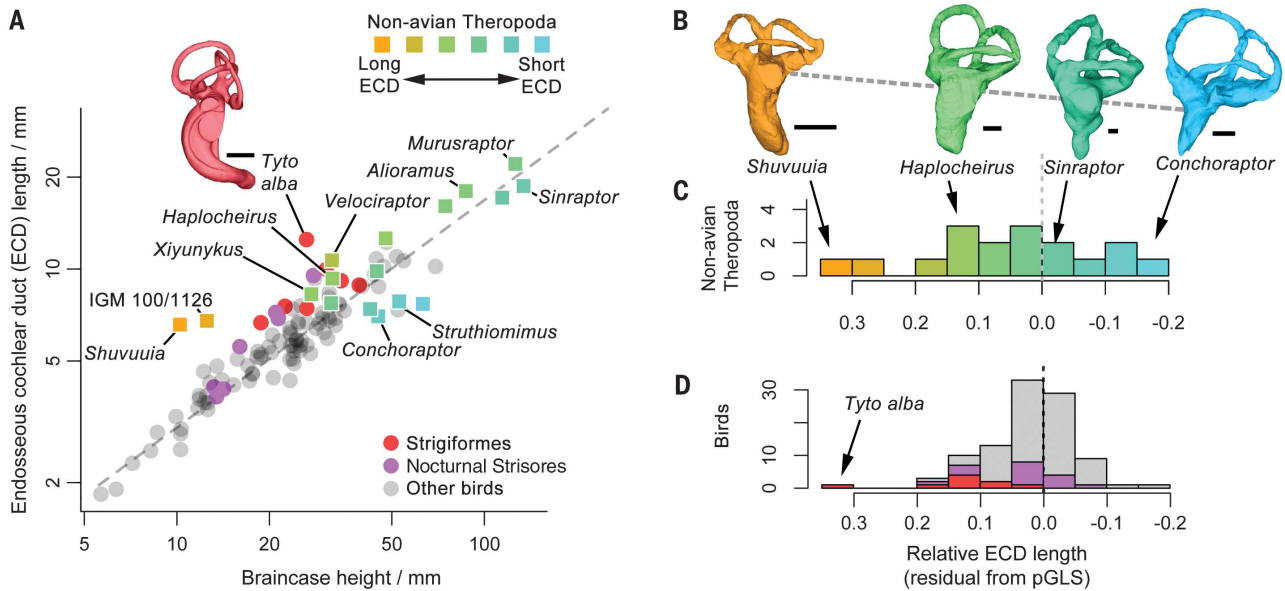 A
Non-avian Theropoda
Long
ECD
Short
ECD
Endosseous cochlear duct (ECD) length / mm
20
10
5
2
5
10
20
50
100
Braincase height / mm
Tyto
alba
Murusraptor
Alioramus
Sinraptor
Velociraptor
Haplocheirus
Xiyunykus
IGM 100/1126
Shuvuuia
Struthiomimus
Conchoraptor
Strigiformes
Nocturnal Strisores
Other birds
B
Shuvuuia
Haplocheirus
Sinraptor
Conchoraptor
C
Non-avian
Theropoda
4
2
0
0.3
0.2
0.1
0.0
-0.1
-0.2
D
Birds
30
10
0
Tyto alba
0.3
0.2
0.1
0.0
-0.1
-0.2
Relative ECD length
(residual from pGLS)